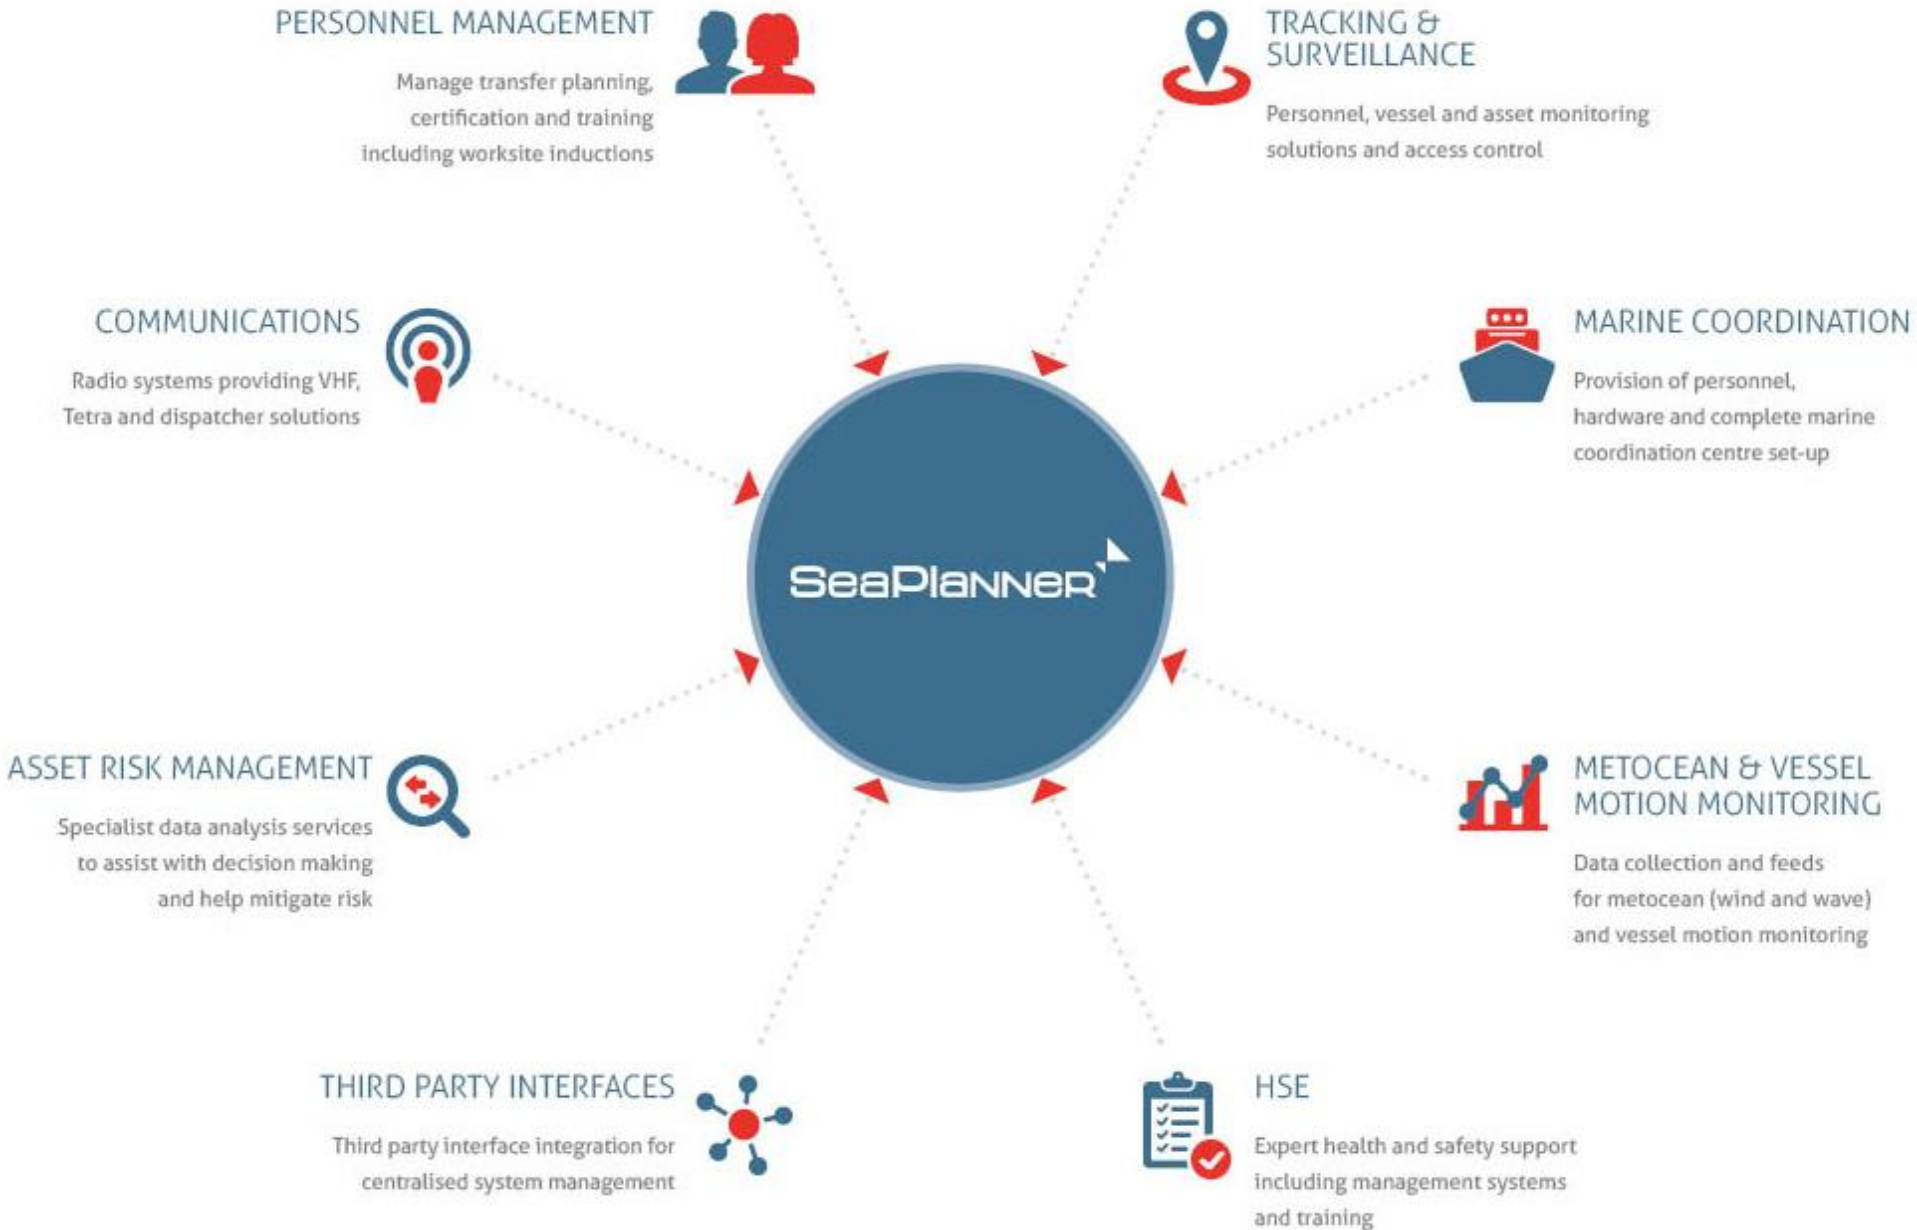 PERSONNEL MANAGEMENT
Manage transfer planning,
certification and training
including worksite inductions
TRACKING &
SURVEILLANCE
Personnel, vessel and asset monitoring
solutions and access control
COMMUNICATIONS
Radio systems providing VHF,
Tetra and dispatcher solutions
MARINE COORDINATION
Provision of personnel,
hardware and complete marine
coordination centre set-up
SeaPlanner
ASSET RISK MANAGEMENT
Specialist data analysis services
to assist with decision making
and help mitigate risk
METOCEAN & VESSEL
MOTION MONITORING
Data collection and feeds
for metocean (wind and wave)
and vessel motion monitoring
THIRD PARTY INTERFACES
Third party interface integration for
centralised system management
HSE
Expert health and safety support
including management systems
and training